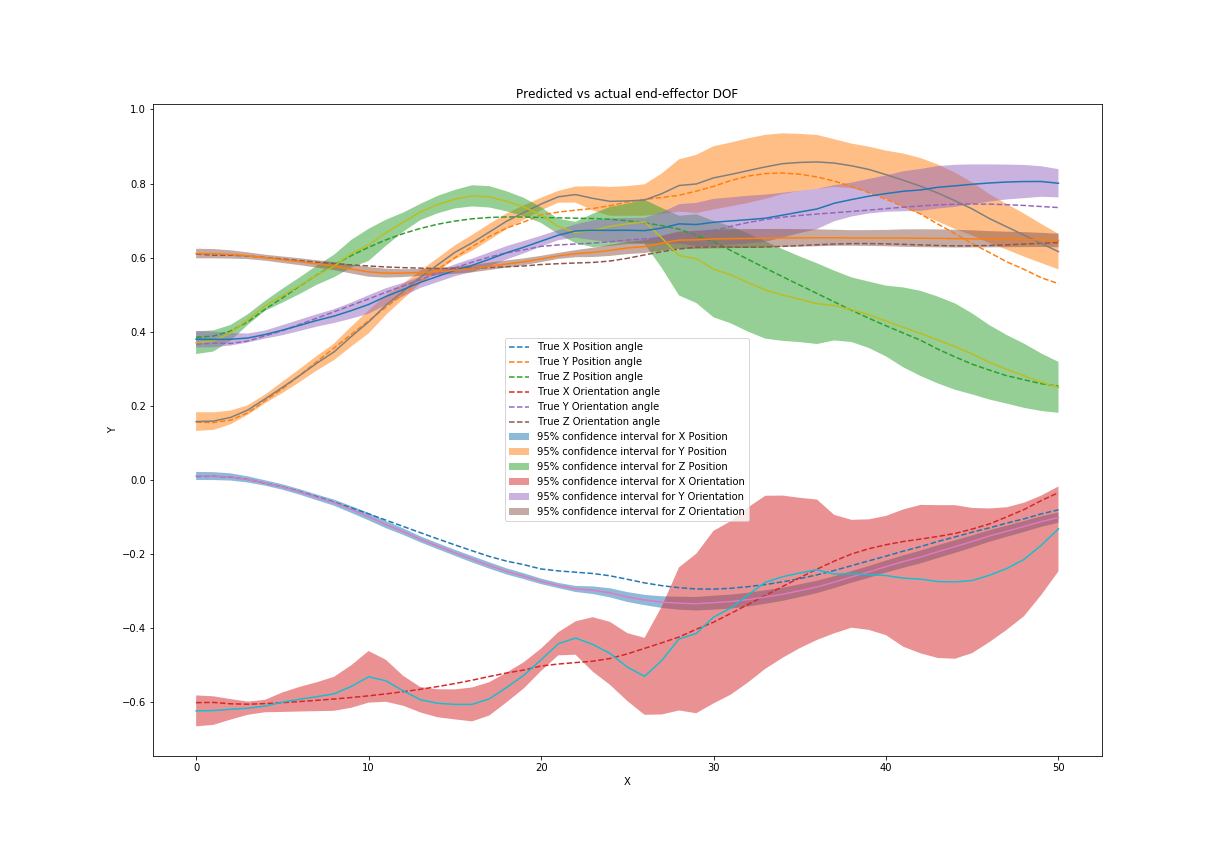 Predicted vs actual end-effector DOF
1.0
0.8
0.6
0.4
0.2
0.0
−0.2
−0.4
−0.6
Y
True X Position angle
True Y Position angle
True Z Position angle
True X Orientation angle
True Y Orientation angle
True Z Orientation angle
95% confidence interval for X Position
95% confidence interval for Y Position
95% confidence interval for Z Position
95% confidence interval for X Orientation
95% confidence interval for Y Orientation
95% confidence interval for Z Orientation
0 10 20 30 40 50
X